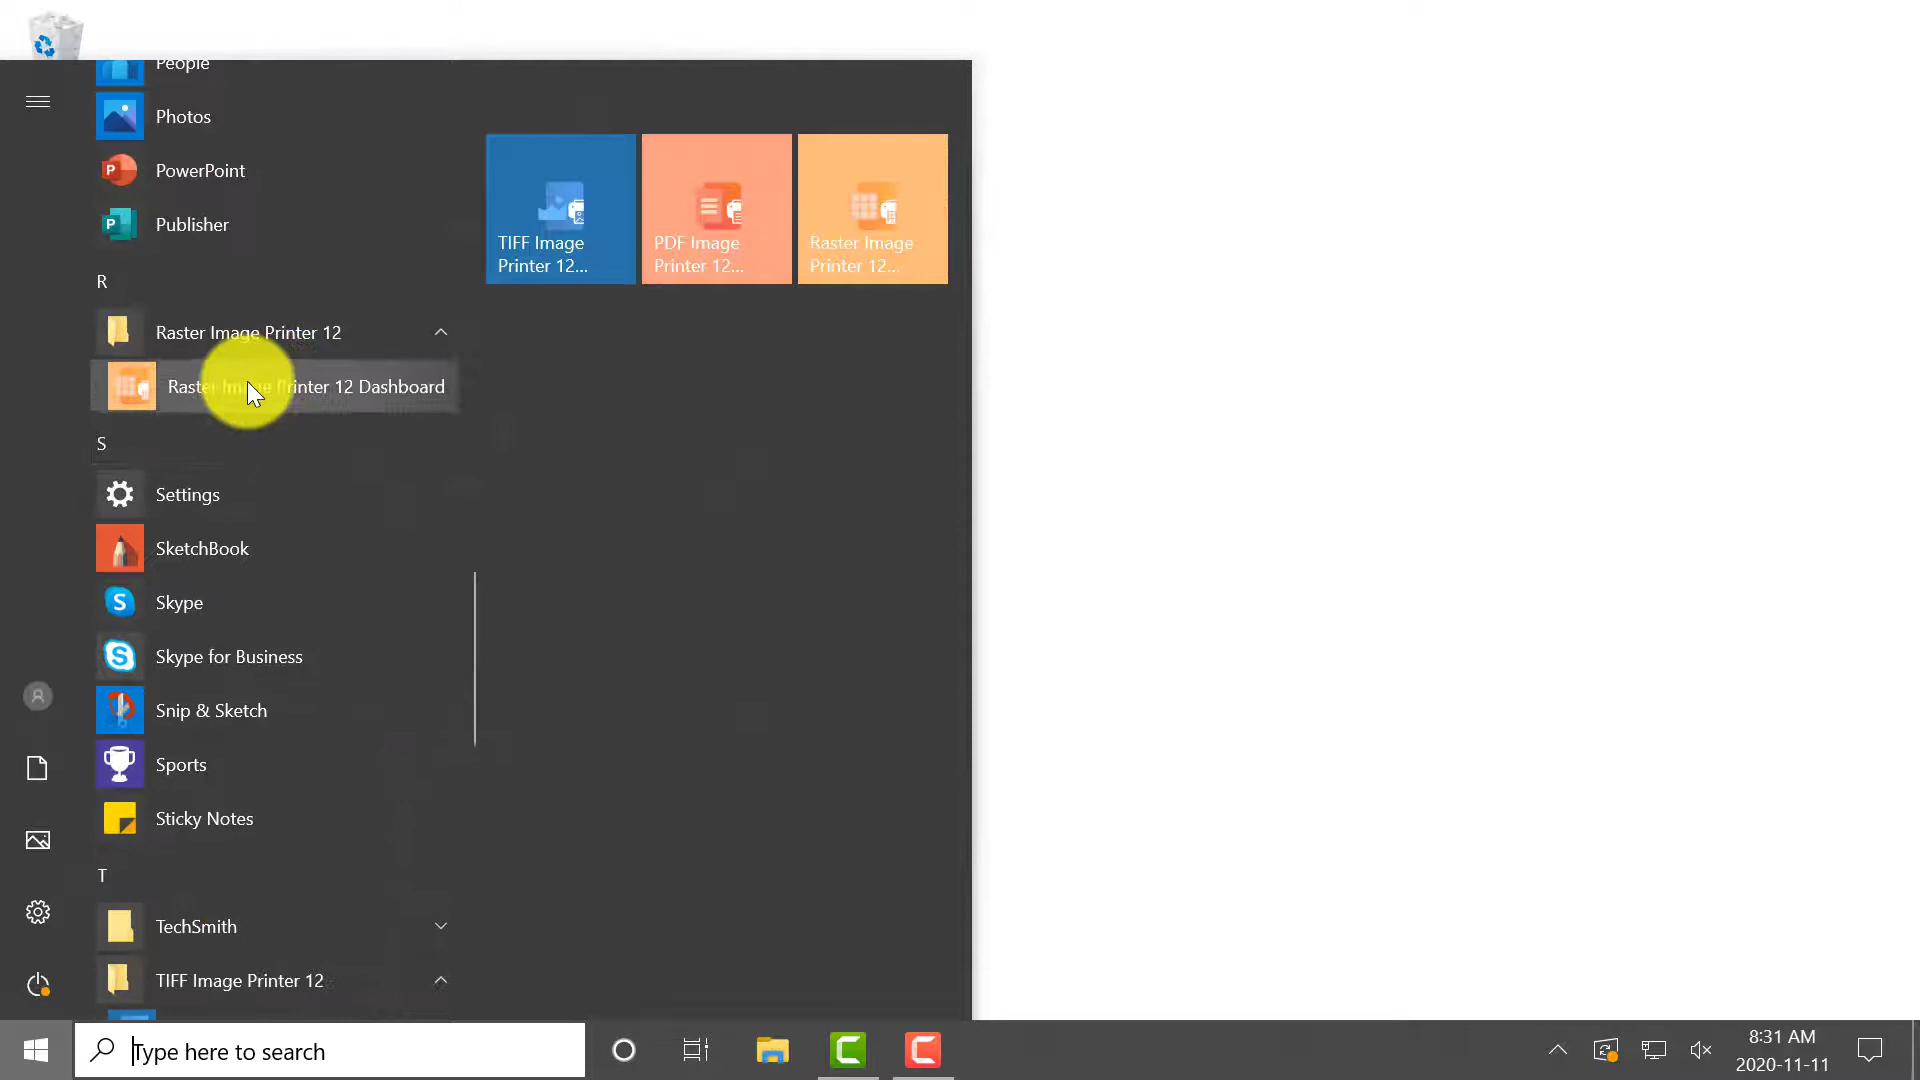 People
Photos
PowerPoint
Publisher
R
Raster Image Printer 12
Raster Image Printer 12 Dashboard
S
Settings
SketchBook
Skype
Skype for Business
Snip & Sketch
Sports
Sticky Notes
T
TechSmith
TIFF Image Printer 12
TIFF Image
Printer 12...
PDF Image
Printer 12...
Raster Image
Printer 12...
Type here to search
8:31 AM
2020-11-11